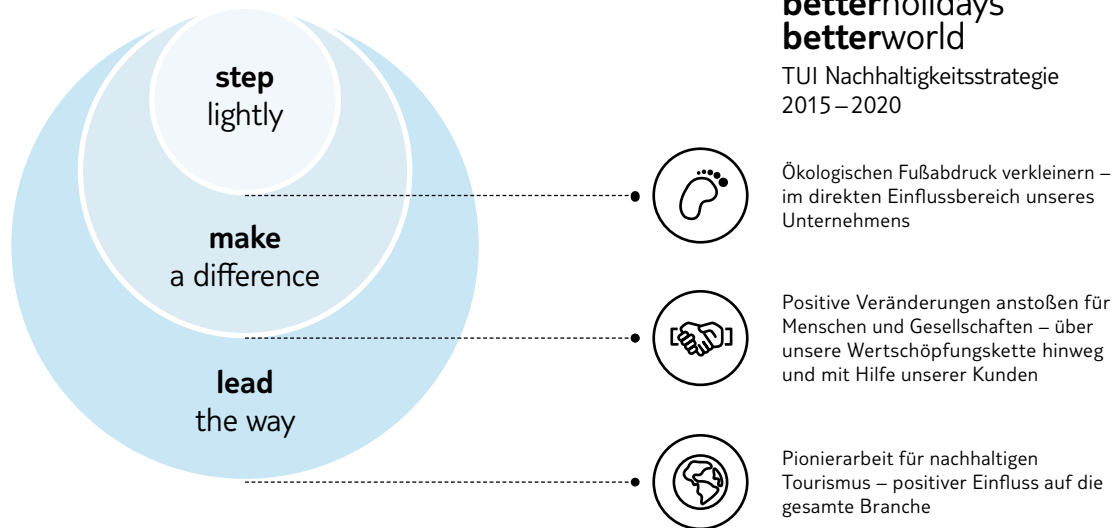 step
lightly
make
a difference
lead
the way
betterholidays
betterworld
TUI Nachhaltigkeitsstrategie
2015 – 2020
Ökologischen Fußabdruck verkleinern –
im direkten Einflussbereich unseres
Unternehmens
Positive Veränderungen anstoßen für
Menschen und Gesellschaften – über
unsere Wertschöpfungskette hinweg
und mit Hilfe unserer Kunden
Pionierarbeit für nachhaltigen
Tourismus – positiver Einfluss auf die
gesamte Branche